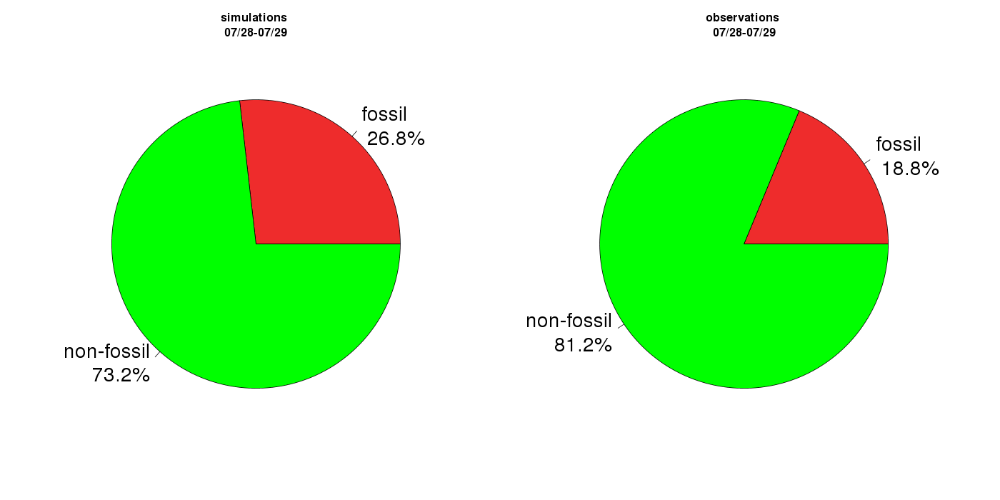 simulations
07/28-07/29
fossil
26.8%
non-fossil
73.2%
observations
07/28-07/29
fossil
18.8%
non-fossil
81.2%